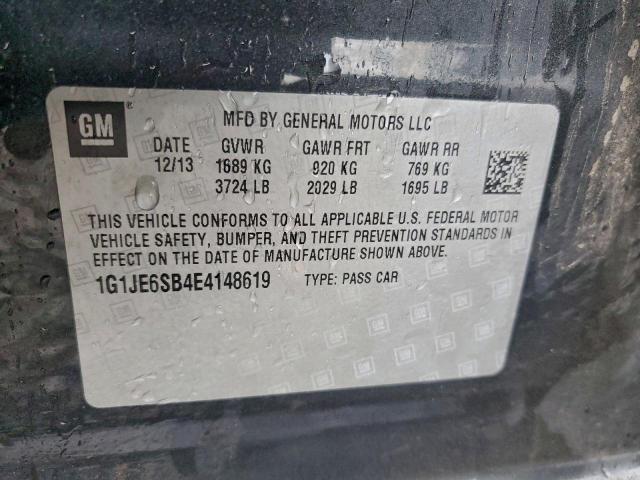 GM
MFD BY GENERAL MOTORS LLC
DATE GVWR GAWR FRT GAWR RR
12/13 1689 KG 920 KG 769 KG
3724 LB 2029 LB 1695 LB
THIS VEHICLE CONFORMS TO ALL APPLICABLE U.S. FEDERAL MOTOR
VEHICLE SAFETY, BUMPER, AND THEFT PREVENTION STANDARDS IN
EFFECT ON THE DATE OF MANUFACTURE SHOWN ABOVE.
1G1JE6SB4E4148619 TYPE: PASS CAR